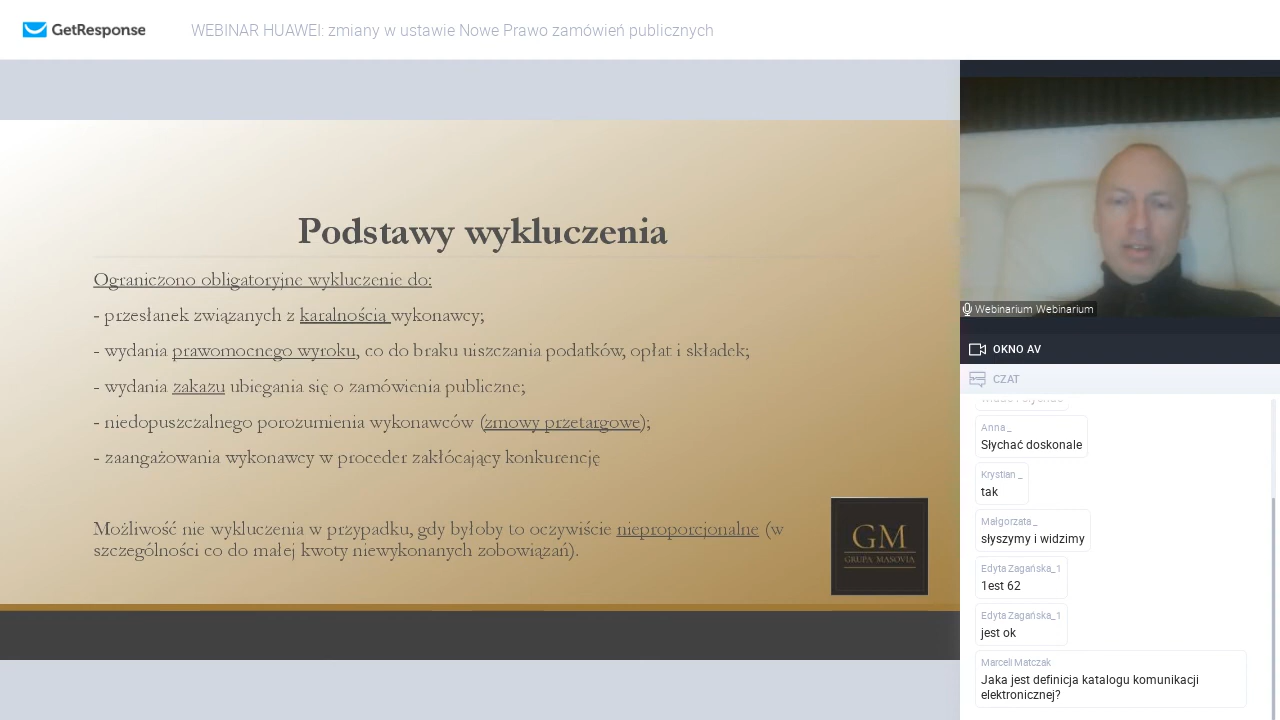 GetResponse
WEBINAR HUAWEI: zmiany w ustawie Nowe Prawo zamówień publicznych
Podstawy wykluczenia
Ograniczono obligatoryjne wykluczenie do:
- przesłanek związanych z karalnością wykonawcy;
- wydania prawomocnego wyroku, co do braku uiszczania podatków, opłat i składek;
- wydania zakazu ubiegania się o zamówienia publiczne;
- niedopuszczalnego porozumienia wykonawców (zmowy przetargowe);
- zaangażowania wykonawcy w proceder zakłócający konkurencję
Możliwość nie wykluczenia w przypadku, gdy byłoby to oczywiście nieproporcjonalne (w
szczególności co do małej kwoty niewykonanych zobowiązań).
GM
GRUPA MASOVIA
Webinarium Webinarium
OKNO AV
CZAT
Anna _
Słychać doskonale
Krystian _
tak
Małgorzata _
słyszymy i widzimy
Edyta Zagańska_1
1est 62
Edyta Zagańska_1
jest ok
Marceli Matczak
Jaka jest definicja katalogu komunikacji
elektronicznej?